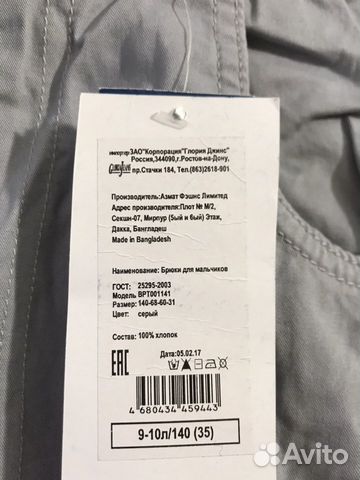 импортер ЗАО"Корпорация"Глория Джинс"
Россия,344090,г.Ростов-на-Дону,
пр.Стачки 184, Тел.(863)2618-901
GLORIA JEANS
Производитель:Азмат Фэшнс Лимитед
Адрес производителя:Плот № М/2,
Секшн-07, Мирпур (5ый и 6ый) Этаж,
Дакка, Бангладеш
Made in Bangladesh
Наименование: Брюки для мальчиков
ГОСТ: 25295-2003
Модель BPT001141
Размер: 140-68-60-31
Цвет: серый
Состав: 100% хлопок
Дата:05.02.17
EAC
4 680434 459443
9-10л/140 (35)
Avito